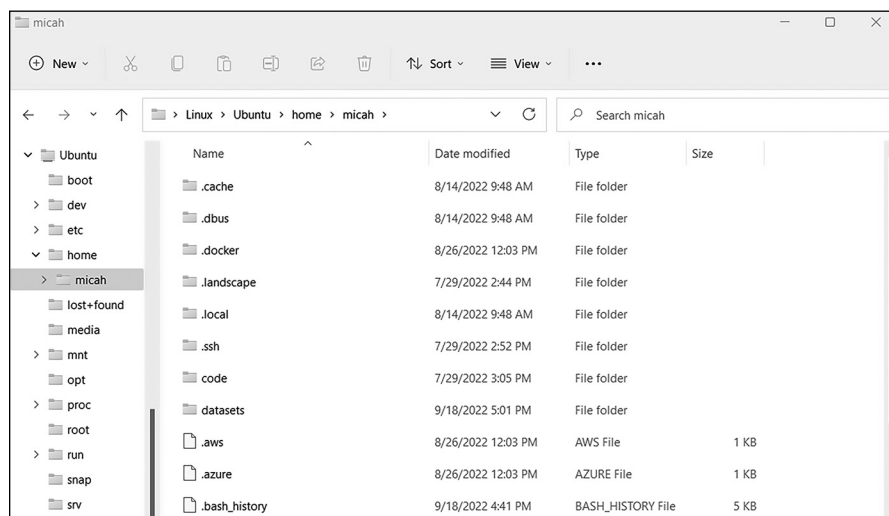 micah
New Sort View
Linux > Ubuntu > home > micah > Search micah
Ubuntu
boot
dev
etc
home
micah
lost+found
media
mnt
opt
proc
root
run
snap
srv
Name Date modified Type Size
.cache 8/14/2022 9:48 AM File folder
.dbus 8/14/2022 9:48 AM File folder
.docker 8/26/2022 12:03 PM File folder
.landscape 7/29/2022 2:44 PM File folder
.local 8/14/2022 9:48 AM File folder
.ssh 7/29/2022 2:52 PM File folder
code 7/29/2022 3:05 PM File folder
datasets 9/18/2022 5:01 PM File folder
.aws 8/26/2022 12:03 PM AWS File 1 KB
.azure 8/26/2022 12:03 PM AZURE File 1 KB
.bash_history 9/18/2022 4:41 PM BASH_HISTORY File 5 KB